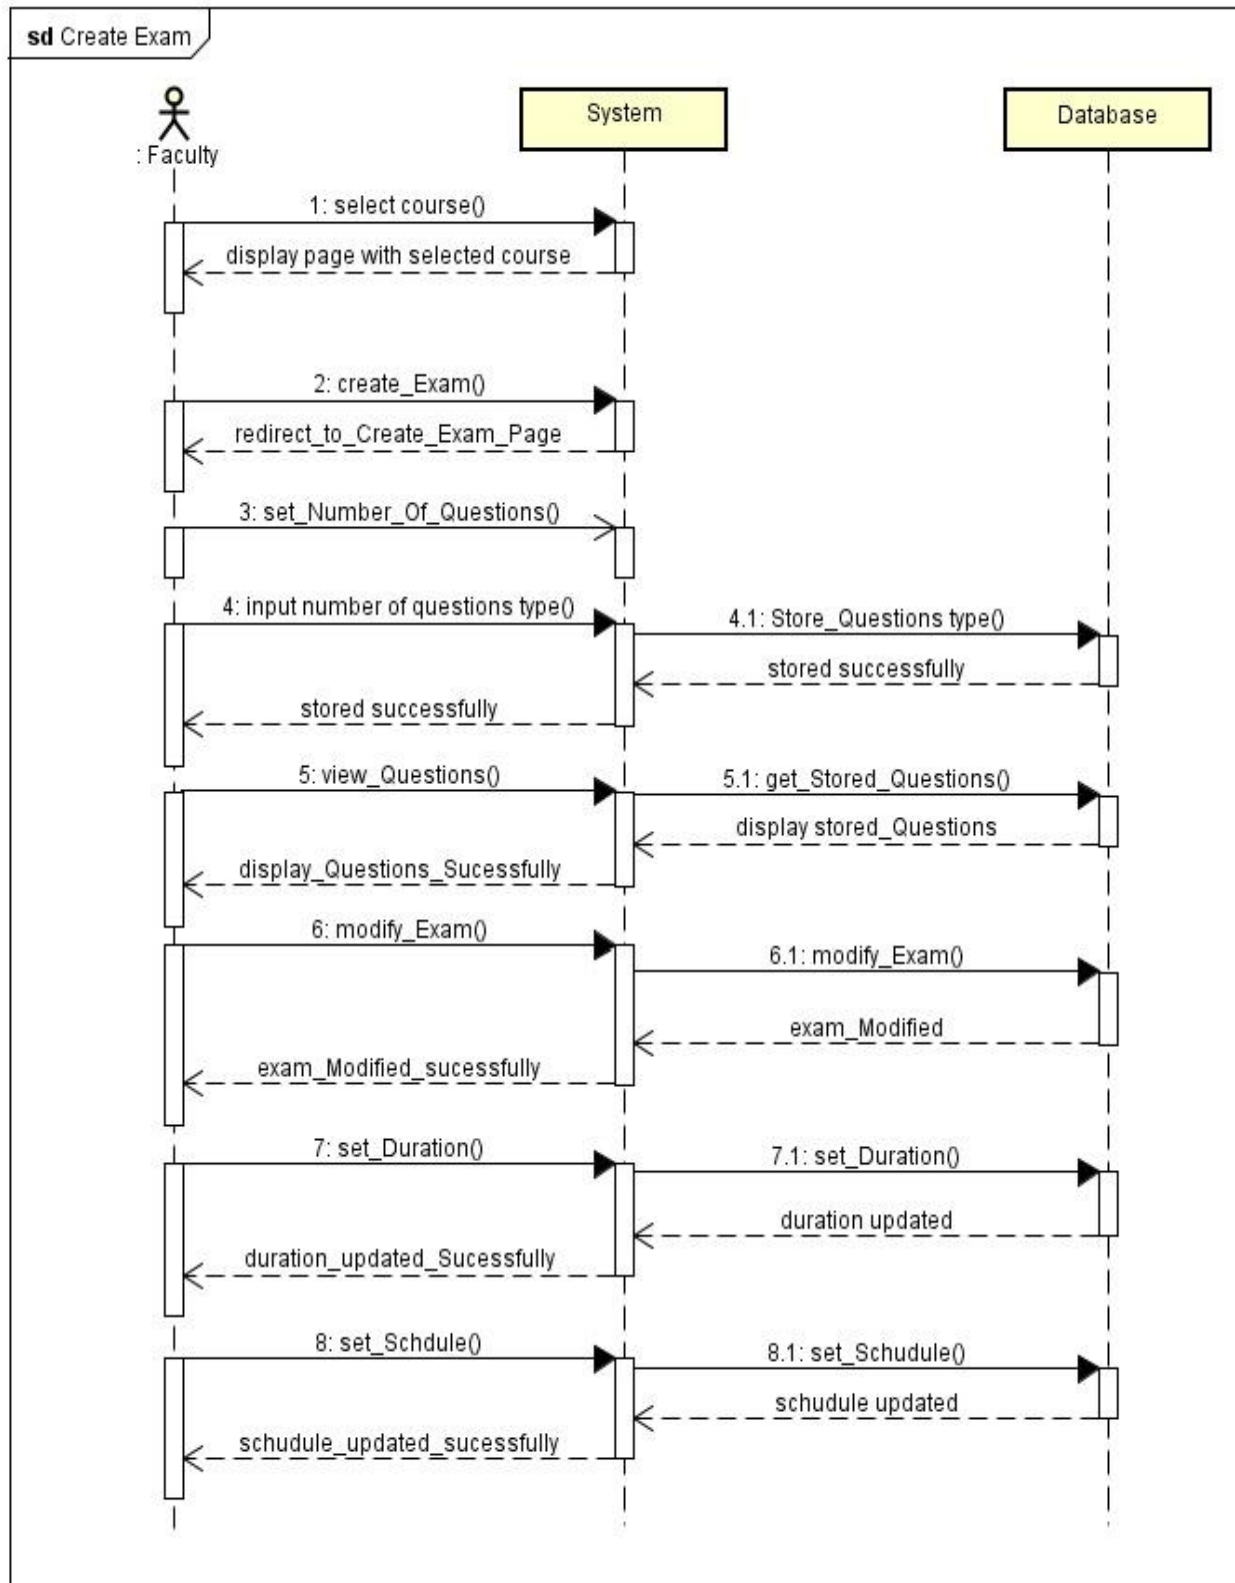 sd Create Exam
System
Database
: Faculty
1: select course()
display page with selected course
2: create_Exam()
redirect_to_Create_Exam_Page
3: set_Number_Of_Questions()
4: input number of questions type()
4.1: Store_Questions type()
stored successfully
stored successfully
5: view_Questions()
5.1: get_Stored_Questions()
display stored_Questions
display_Questions_Sucessfully
6: modify_Exam()
6.1: modify_Exam()
exam_Modified
exam_Modified_sucessfully
7: set_Duration()
7.1: set_Duration()
duration updated
duration_updated_Sucessfully
8: set_Schdule()
8.1: set_Schudule()
schudule updated
schudule_updated_sucessfully